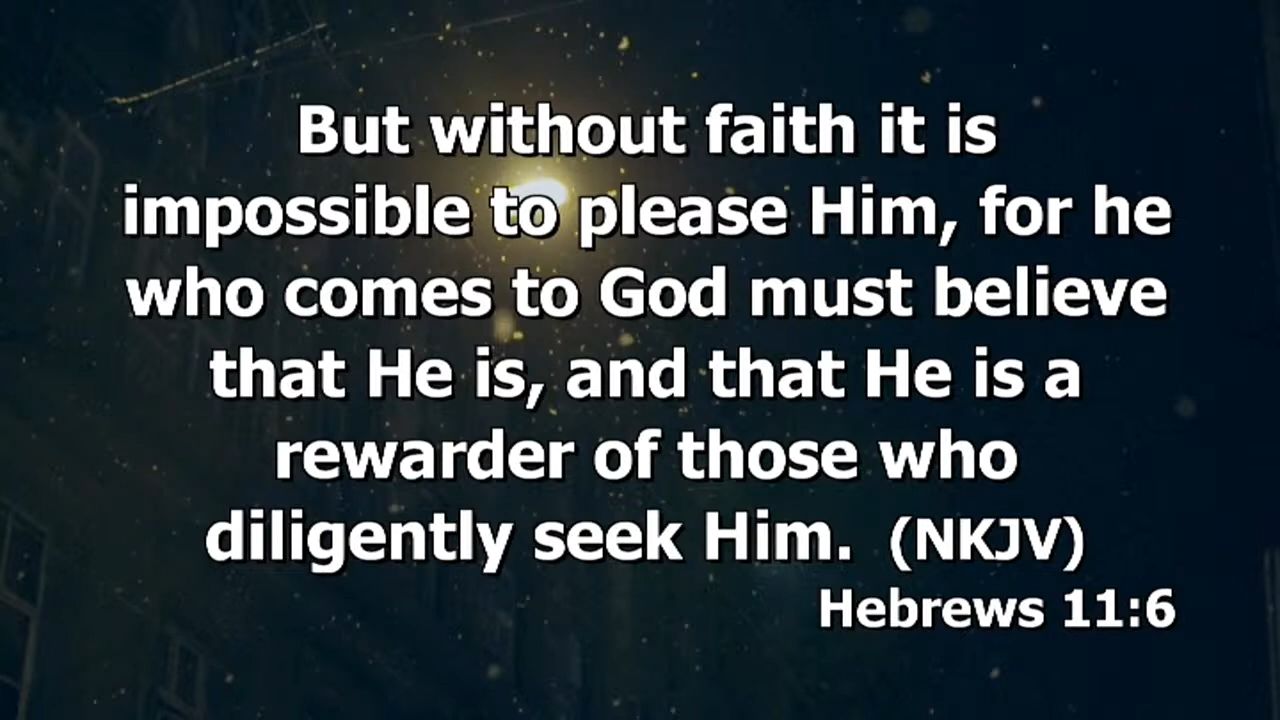 But without faith it is
impossible to please Him, for he
who comes to God must believe
that He is, and that He is a
rewarder of those who
diligently seek Him.  (NKJV)
Hebrews 11:6